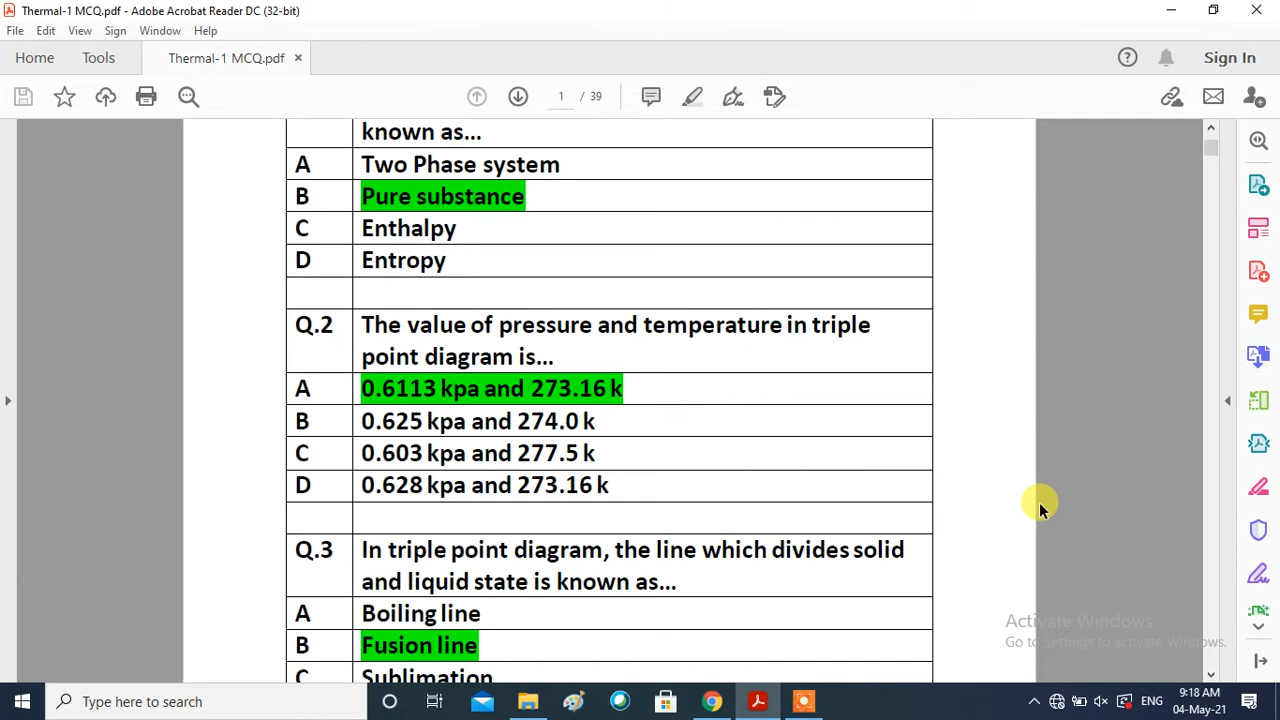 Thermal-1 MCQ.pdf - Adobe Acrobat Reader DC (32-bit)
File Edit View Sign Window Help
Home Tools Thermal-1 MCQ.pdf × Sign In
1 / 39
known as...
A Two Phase system
B Pure substance
C Enthalpy
D Entropy
Q.2 The value of pressure and temperature in triple
point diagram is...
A 0.6113 kpa and 273.16 k
B 0.625 kpa and 274.0 k
C 0.603 kpa and 277.5 k
D 0.628 kpa and 273.16 k
Q.3 In triple point diagram, the line which divides solid
and liquid state is known as...
A Boiling line
B Fusion line
C Sublimation
Activate Windows
Go to Settings to activate Windows.
Type here to search
ENG
9:18 AM
04-May-21